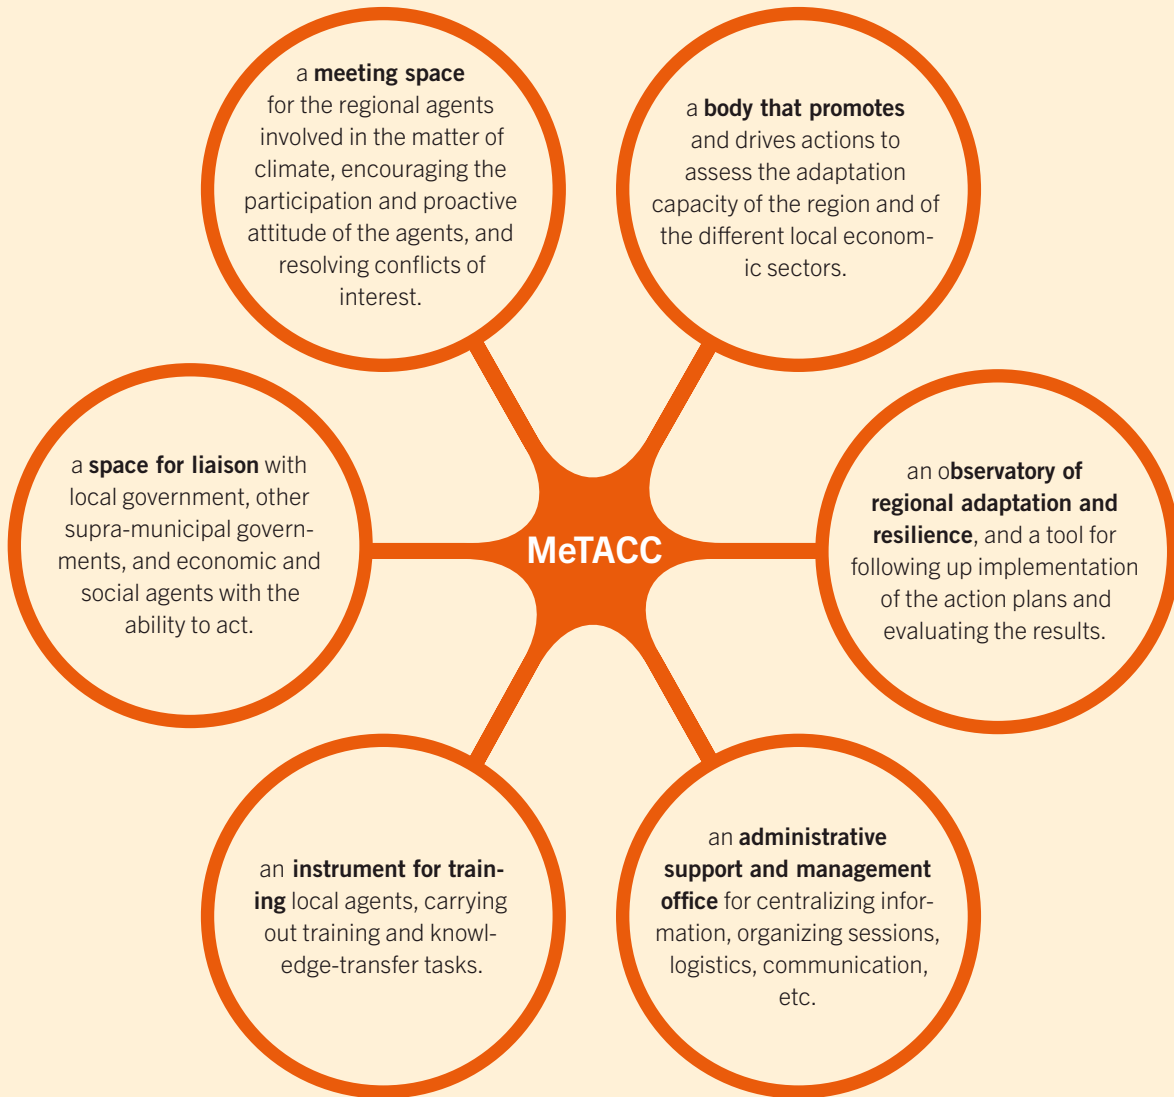 a meeting space
for the regional agents
involved in the matter of
climate, encouraging the
participation and proactive
attitude of the agents, and
resolving conflicts of
interest.
a body that promotes
and drives actions to
assess the adaptation
capacity of the region and of
the different local econom-
ic sectors.
a space for liaison with
local government, other
supra-municipal govern-
ments, and economic and
social agents with the
ability to act.
MeTACC
an observatory of
regional adaptation and
resilience, and a tool for
following up implementation
of the action plans and
evaluating the results.
an instrument for train-
ing local agents, carrying
out training and knowl-
edge-transfer tasks.
an administrative
support and management
office for centralizing infor-
mation, organizing sessions,
logistics, communication,
etc.